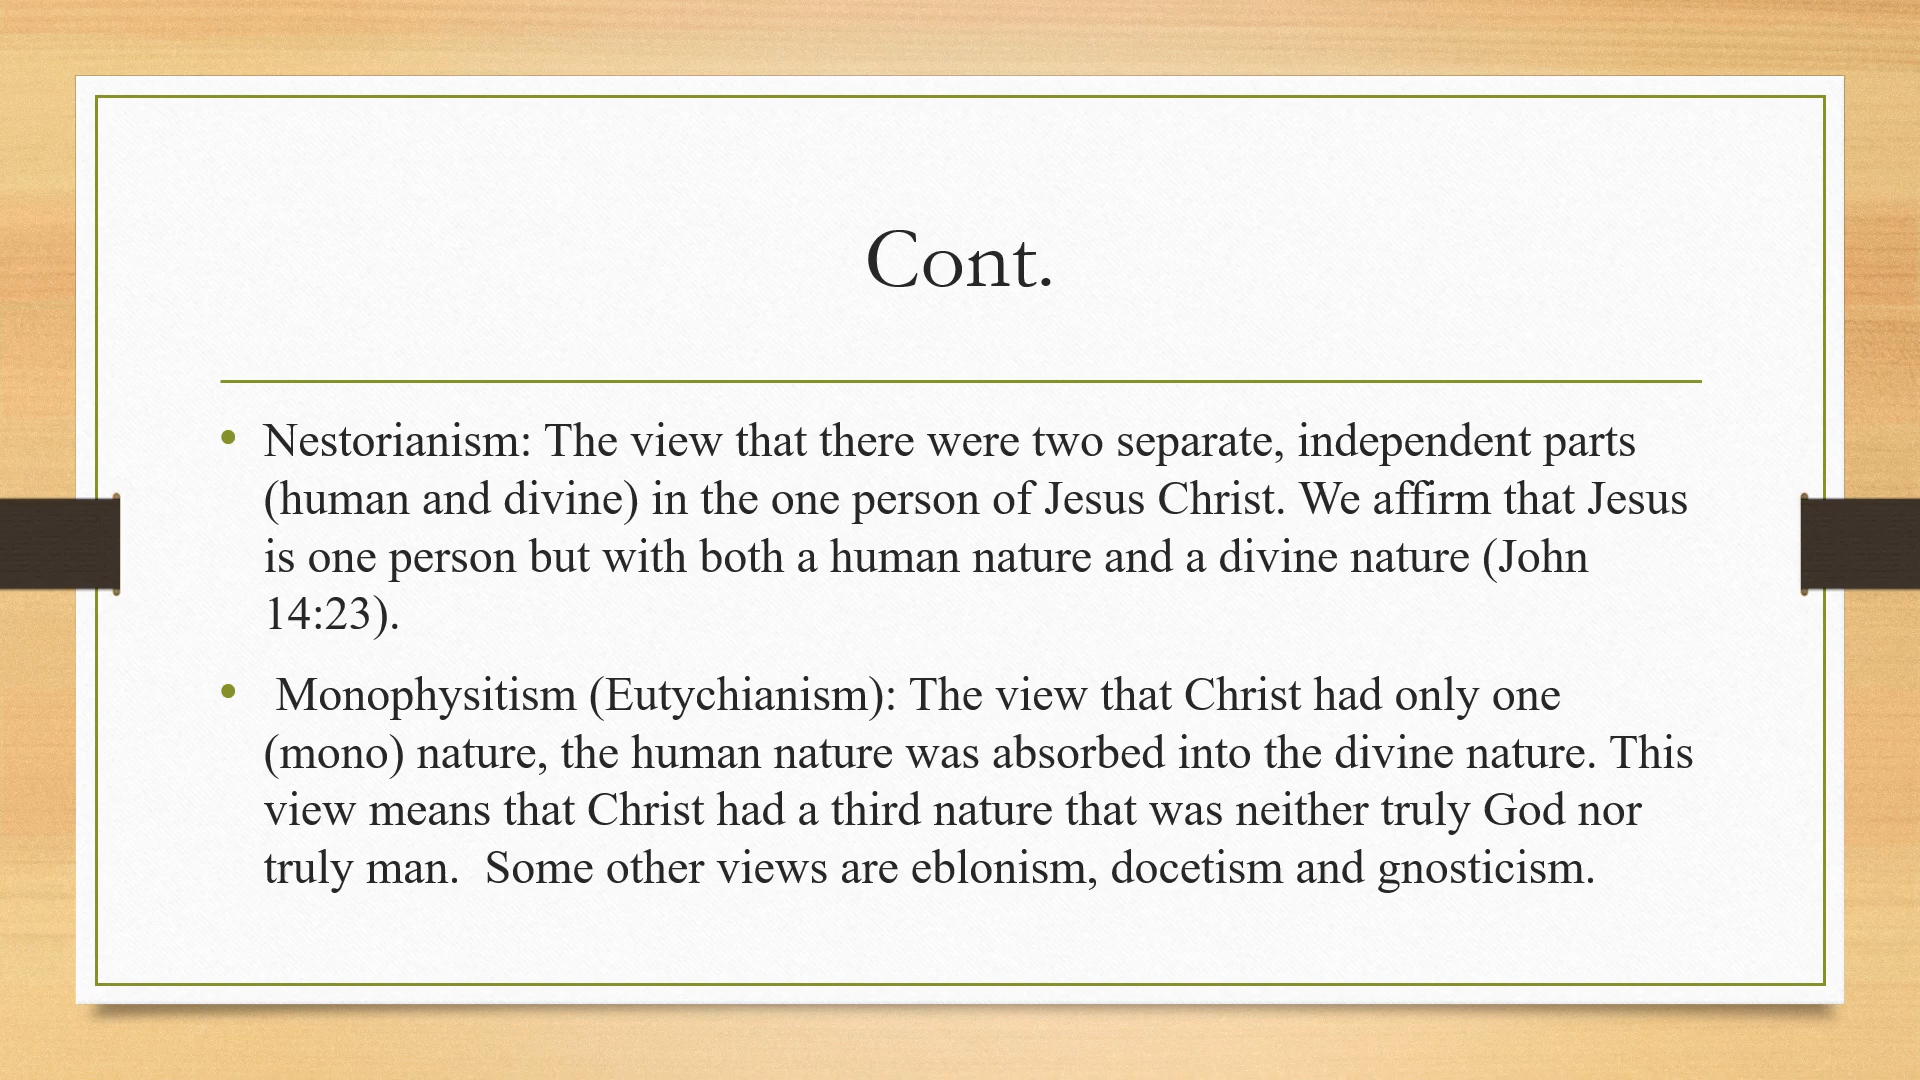 Cont.
• Nestorianism: The view that there were two separate, independent parts
(human and divine) in the one person of Jesus Christ. We affirm that Jesus
is one person but with both a human nature and a divine nature (John
14:23).
• Monophysitism (Eutychianism): The view that Christ had only one
(mono) nature, the human nature was absorbed into the divine nature. This
view means that Christ had a third nature that was neither truly God nor
truly man.  Some other views are eblonism, docetism and gnosticism.